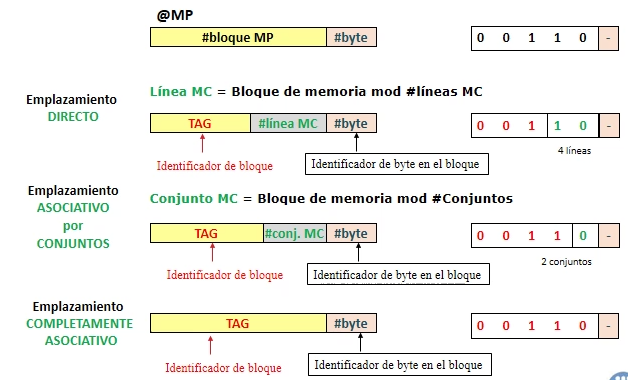 @MP
#bloque MP #byte 0 0 1 1 0 -
Línea MC = Bloque de memoria mod #líneas MC
Emplazamiento
DIRECTO
TAG #línea MC #byte 0 0 1 1 0 -
Identificador de bloque Identificador de byte en el bloque 4 líneas
Emplazamiento
ASOCIATIVO
por
CONJUNTOS
Conjunto MC = Bloque de memoria mod #Conjuntos
TAG #conj. MC #byte 0 0 1 1 0 -
Identificador de bloque Identificador de byte en el bloque 2 conjuntos
Emplazamiento
COMPLETAMENTE
ASOCIATIVO
TAG #byte 0 0 1 1 0 -
Identificador de bloque Identificador de byte en el bloque